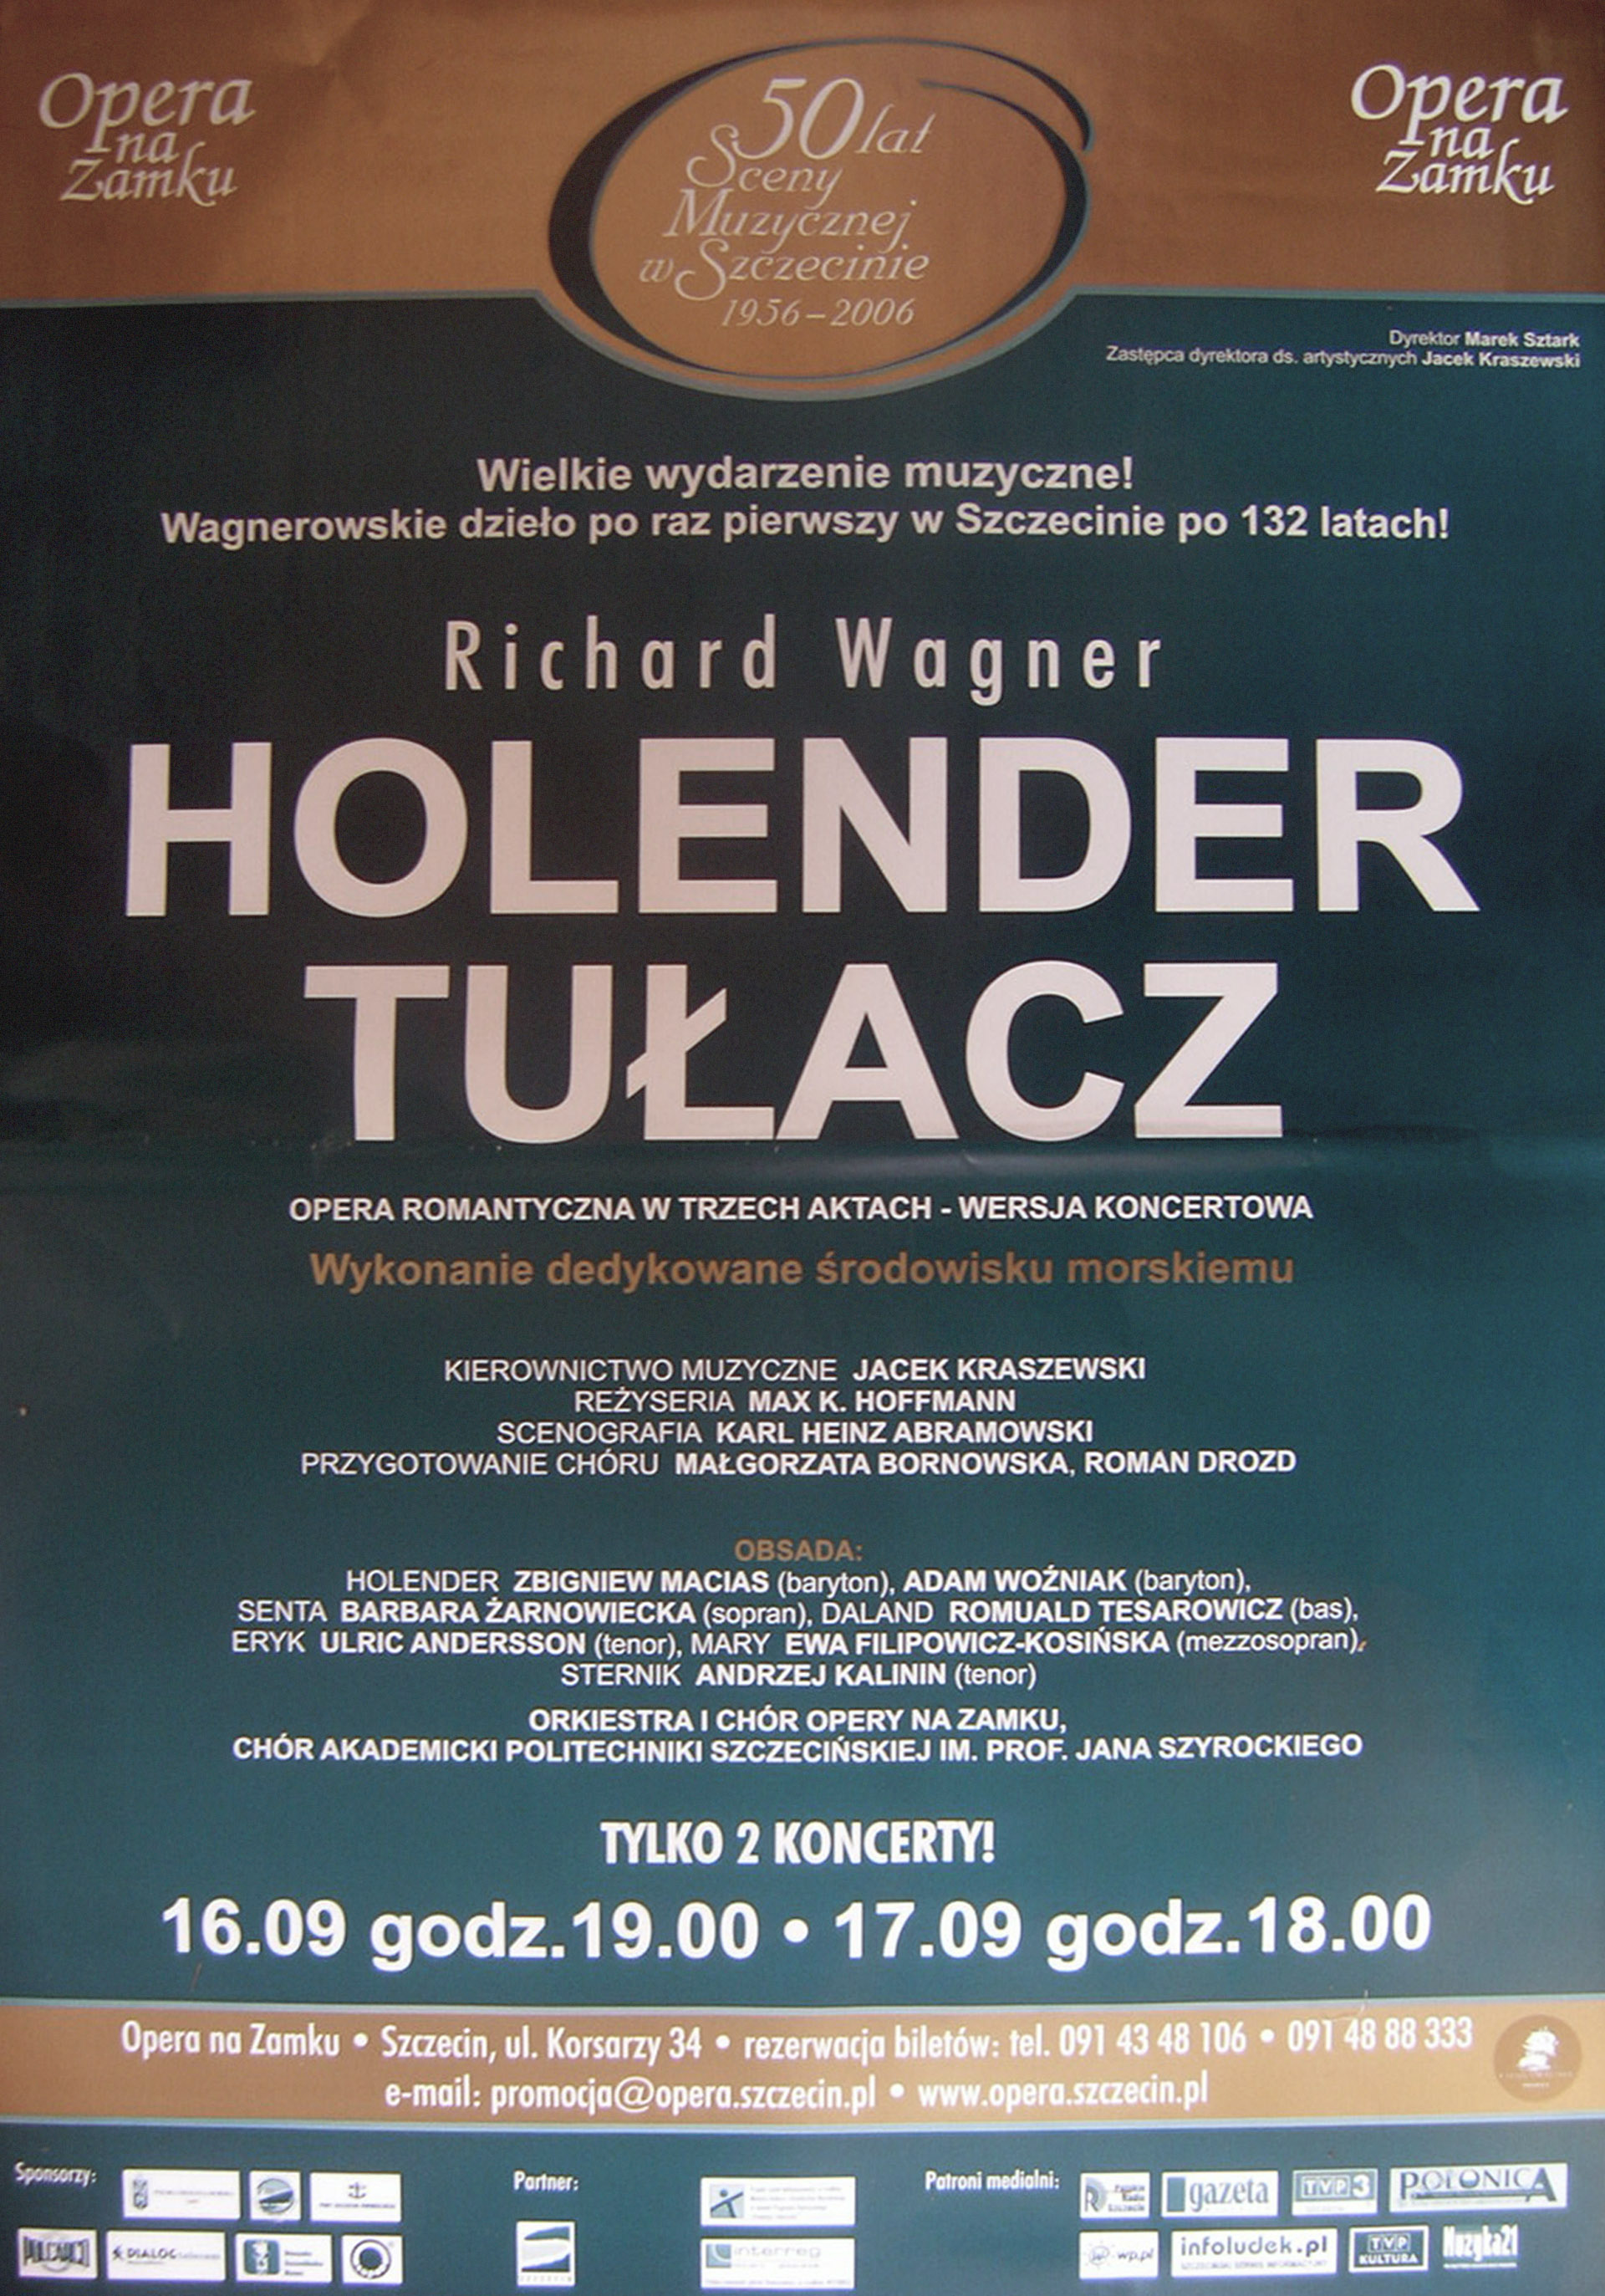 Opera
na
Zamku
50 lat
Sceny
Muzycznej
w Szczecinie
1956–2006
Opera
na
Zamku
Dyrektor Marek Sztark
Zastępca dyrektora ds. artystycznych Jacek Kraszewski
Wielkie wydarzenie muzyczne!
Wagnerowskie dzieło po raz pierwszy w Szczecinie po 132 latach!
Richard Wagner
HOLENDER
TUŁACZ
OPERA ROMANTYCZNA W TRZECH AKTACH - WERSJA KONCERTOWA
Wykonanie dedykowane środowisku morskiemu
KIEROWNICTWO MUZYCZNE JACEK KRASZEWSKI
REŻYSERIA MAX K. HOFFMANN
SCENOGRAFIA KARL HEINZ ABRAMOWSKI
PRZYGOTOWANIE CHÓRU MAŁGORZATA BORNOWSKA, ROMAN DROZD
OBSADA:
HOLENDER ZBIGNIEW MACIAS (baryton), ADAM WOŹNIAK (baryton),
SENTA BARBARA ŻARNOWIECKA (sopran), DALAND ROMUALD TESAROWICZ (bas),
ERYK ULRIC ANDERSSON (tenor), MARY EWA FILIPOWICZ-KOSIŃSKA (mezzosopran),
STERNIK ANDRZEJ KALININ (tenor)
ORKIESTRA I CHÓR OPERY NA ZAMKU,
CHÓR AKADEMICKI POLITECHNIKI SZCZECIŃSKIEJ IM. PROF. JANA SZYROCKIEGO
TYLKO 2 KONCERTY!
16.09 godz.19.00 • 17.09 godz.18.00
Opera na Zamku • Szczecin, ul. Korsarzy 34 • rezerwacja biletów: tel. 091 43 48 106 • 091 48 88 333
e-mail: promocja@opera.szczecin.pl • www.opera.szczecin.pl
Sponsorzy:
Partner:
Patroni medialni:
gazeta
TVP3
POLONICA
DIALOG
interreg
wp.pl
infoludek.pl
TVP
KULTURA
Muzyka21